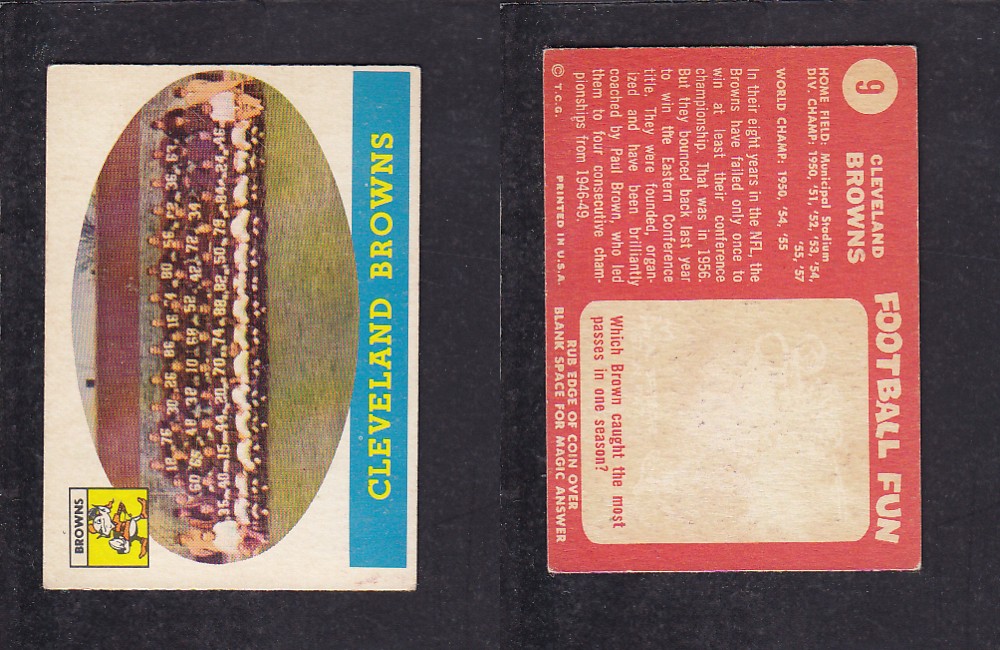 CLEVELAND BROWNS
BROWNS
9
CLEVELAND
BROWNS
HOME FIELD: Municipal Stadium
DIV. CHAMP: 1950, '51, '52, '53, '54,
'55, '57
WORLD CHAMP: 1950, '54, '55
In their eight years in the NFL, the
Browns have failed only once to
win at least their conference
championship. That was in 1956.
But they bounced back last year
to win the Eastern Conference
title. They were founded, organ-
ized and have been brilliantly
coached by Paul Brown, who led
them to four consecutive cham-
pionships from 1946-49.
© T.C.G. PRINTED IN U.S.A.
FOOTBALL FUN
Which Brown caught the most
passes in one season?
RUB EDGE OF COIN OVER
BLANK SPACE FOR MAGIC ANSWER